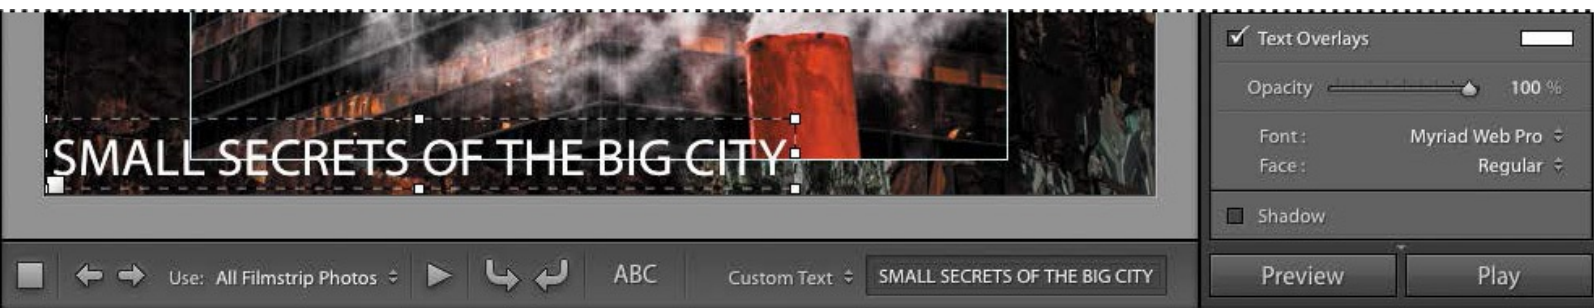 Text Overlays
Opacity 100 %
Font : Myriad Web Pro
Face : Regular
SMALL SECRETS OF THE BIG CITY
Shadow
Use: All Filmstrip Photos ABC Custom Text SMALL SECRETS OF THE BIG CITY Preview Play